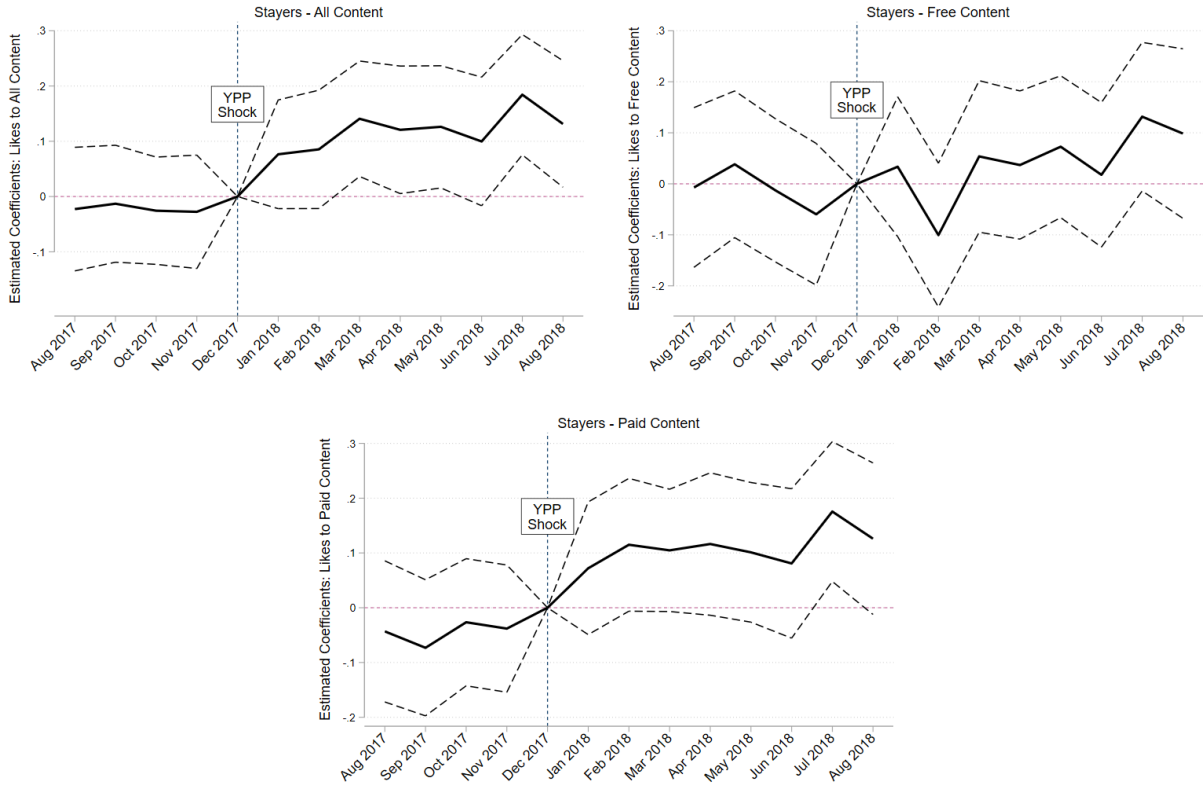 Stayers - All Content
Estimated Coefficients: Likes to All Content
.3
.2
.1
0
-.1
YPP
Shock
Aug 2017
Sep 2017
Oct 2017
Nov 2017
Dec 2017
Jan 2018
Feb 2018
Mar 2018
Apr 2018
May 2018
Jun 2018
Jul 2018
Aug 2018
Stayers - Free Content
Estimated Coefficients: Likes to Free Content
.3
.2
.1
0
-.1
-.2
YPP
Shock
Aug 2017
Sep 2017
Oct 2017
Nov 2017
Dec 2017
Jan 2018
Feb 2018
Mar 2018
Apr 2018
May 2018
Jun 2018
Jul 2018
Aug 2018
Stayers - Paid Content
Estimated Coefficients: Likes to Paid Content
.3
.2
.1
0
-.1
-.2
YPP
Shock
Aug 2017
Sep 2017
Oct 2017
Nov 2017
Dec 2017
Jan 2018
Feb 2018
Mar 2018
Apr 2018
May 2018
Jun 2018
Jul 2018
Aug 2018